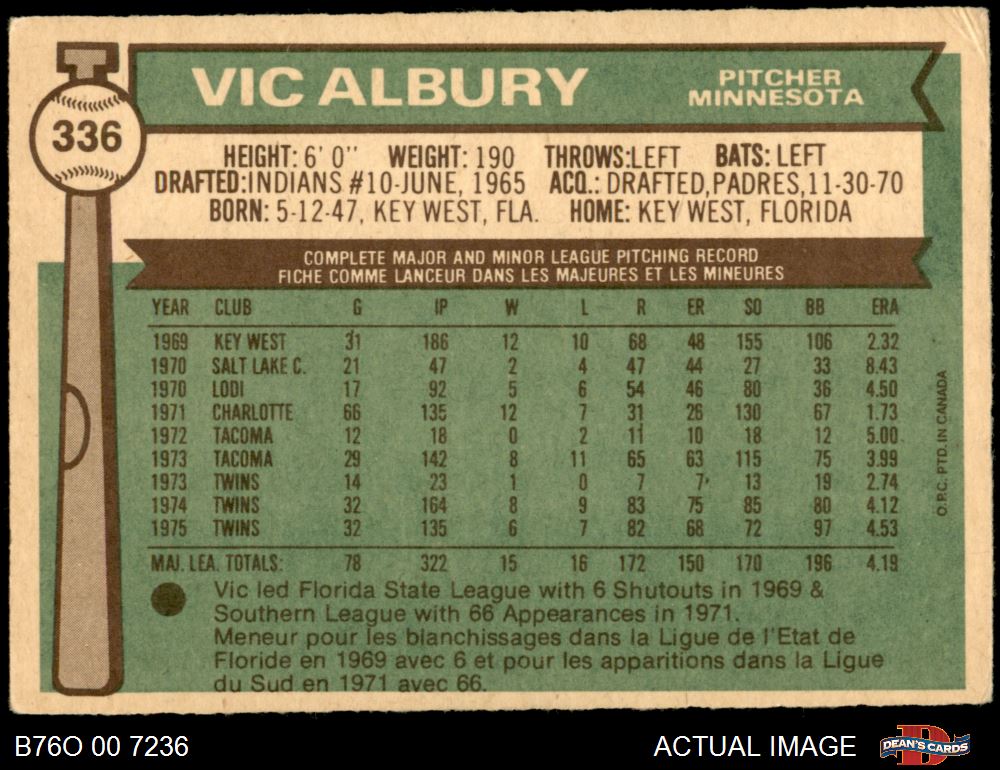 VIC ALBURY
PITCHER
MINNESOTA
336
HEIGHT: 6' 0" WEIGHT: 190 THROWS:LEFT BATS: LEFT
DRAFTED:INDIANS #10-JUNE, 1965 ACQ.: DRAFTED,PADRES,11-30-70
BORN: 5-12-47, KEY WEST, FLA. HOME: KEY WEST, FLORIDA
COMPLETE MAJOR AND MINOR LEAGUE PITCHING RECORD
FICHE COMME LANCEUR DANS LES MAJEURES ET LES MINEURES
YEAR CLUB G IP W L R ER SO BB ERA
1969 KEY WEST 31 186 12 10 68 48 155 106 2.32
1970 SALT LAKE C. 21 47 2 4 47 44 27 33 8.43
1970 LODI 17 92 5 6 54 46 80 36 4.50
1971 CHARLOTTE 66 135 12 7 31 26 130 67 1.73
1972 TACOMA 12 18 0 2 11 10 18 12 5.00
1973 TACOMA 29 142 8 11 65 63 115 75 3.99
1973 TWINS 14 23 1 0 7 7 13 19 2.74
1974 TWINS 32 164 8 9 83 75 85 80 4.12
1975 TWINS 32 135 6 7 82 68 72 97 4.53
MAJ. LEA. TOTALS: 78 322 15 16 172 150 170 196 4.19
Vic led Florida State League with 6 Shutouts in 1969 &
Southern League with 66 Appearances in 1971.
Meneur pour les blanchissages dans la Ligue de l'Etat de
Floride en 1969 avec 6 et pour les apparitions dans la Ligue
du Sud en 1971 avec 66.
O.P.C. PTD. IN CANADA
B76O 00 7236
ACTUAL IMAGE
DEAN'S CARDS